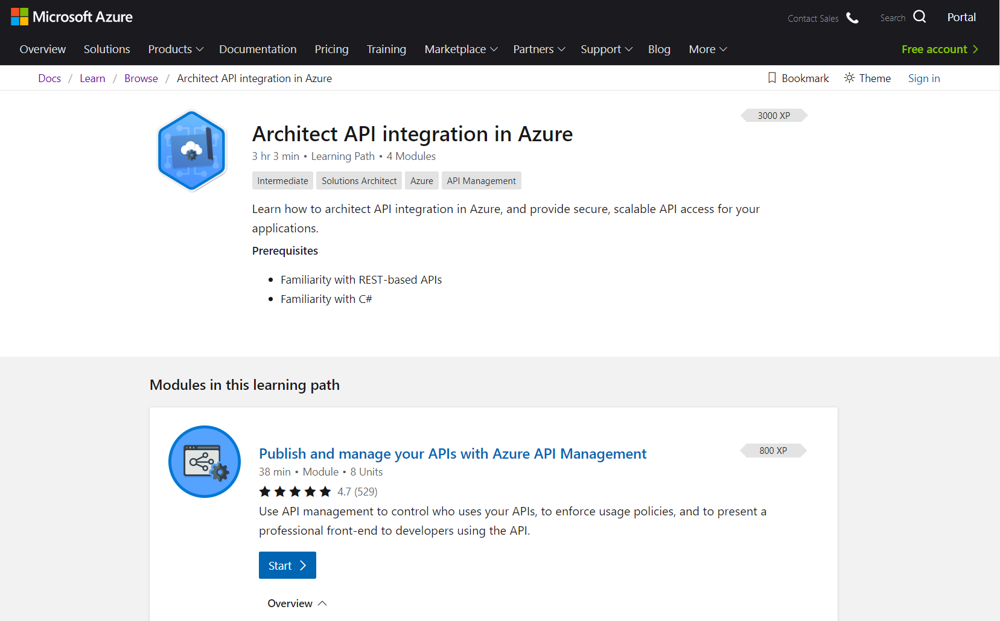 Microsoft Azure
Contact Sales
Search
Portal
Overview Solutions Products Documentation Pricing Training Marketplace Partners Support Blog More Free account
Docs / Learn / Browse / Architect API integration in Azure
Bookmark Theme Sign in
3000 XP
Architect API integration in Azure
3 hr 3 min • Learning Path • 4 Modules
Intermediate Solutions Architect Azure API Management
Learn how to architect API integration in Azure, and provide secure, scalable API access for your
applications.
Prerequisites
• Familiarity with REST-based APIs
• Familiarity with C#
Modules in this learning path
Publish and manage your APIs with Azure API Management
800 XP
38 min • Module • 8 Units
4.7 (529)
Use API management to control who uses your APIs, to enforce usage policies, and to present a
professional front-end to developers using the API.
Start
Overview